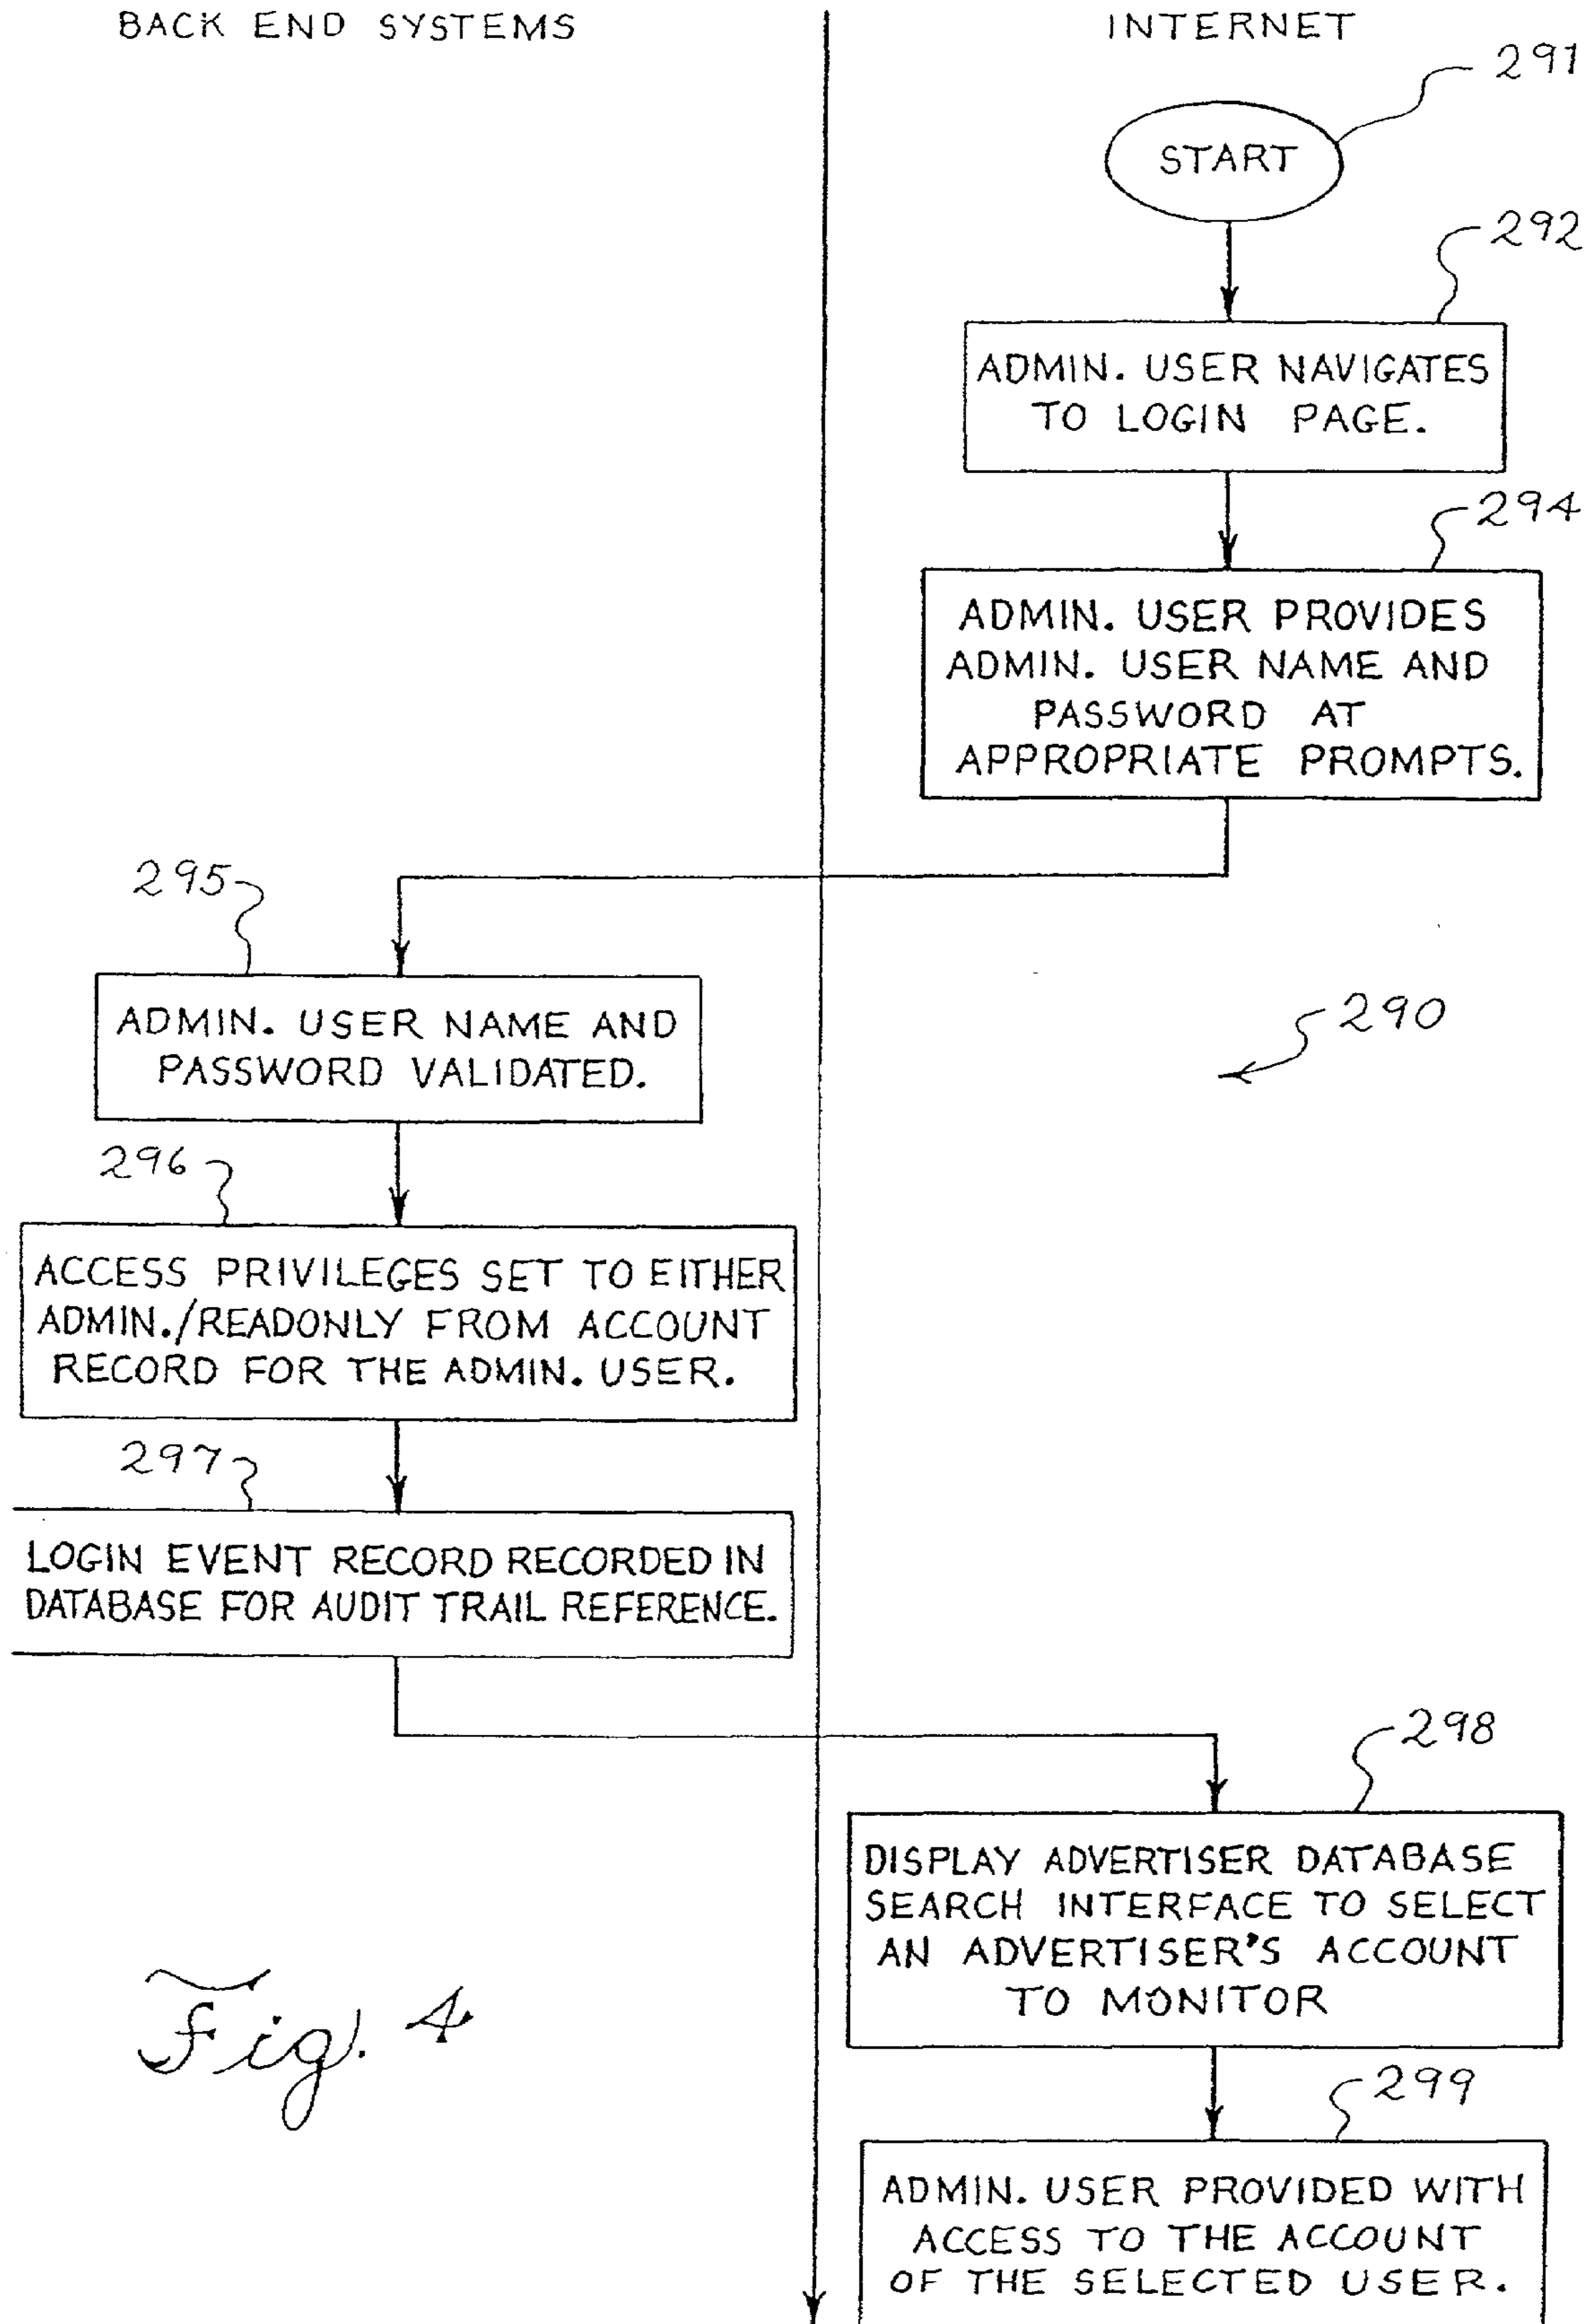 BACK END SYSTEMS
INTERNET
291
START
292
ADMIN. USER NAVIGATES
TO LOGIN PAGE.
294
ADMIN. USER PROVIDES
ADMIN. USER NAME AND
PASSWORD AT
APPROPRIATE PROMPTS.
295
ADMIN. USER NAME AND
PASSWORD VALIDATED.
290
296
ACCESS PRIVILEGES SET TO EITHER
ADMIN./READONLY FROM ACCOUNT
RECORD FOR THE ADMIN. USER.
297
LOGIN EVENT RECORD RECORDED IN
DATABASE FOR AUDIT TRAIL REFERENCE.
298
DISPLAY ADVERTISER DATABASE
SEARCH INTERFACE TO SELECT
AN ADVERTISER'S ACCOUNT
TO MONITOR
Fig. 4
299
ADMIN. USER PROVIDED WITH
ACCESS TO THE ACCOUNT
OF THE SELECTED USER.